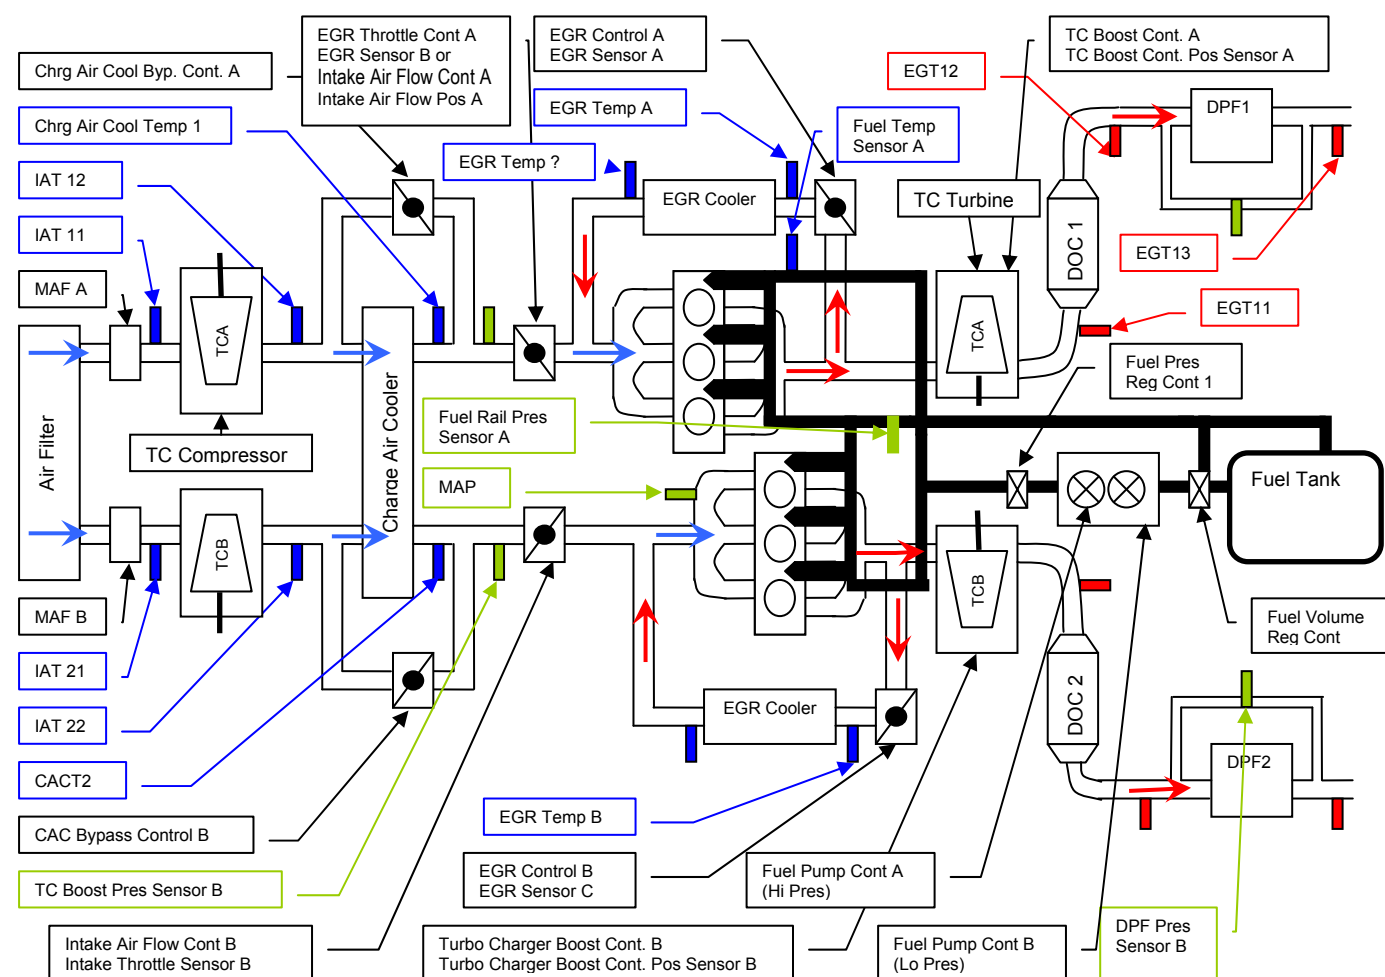 EGR Throttle Cont A
EGR Sensor B or
Intake Air Flow Cont A
Intake Air Flow Pos A
EGR Control A
EGR Sensor A
TC Boost Cont. A
TC Boost Cont. Pos Sensor A
Chrg Air Cool Byp. Cont. A
EGT12
DPF1
EGR Temp A
Chrg Air Cool Temp 1
Fuel Temp
Sensor A
EGR Temp ?
IAT 12
EGR Cooler
TC Turbine
DOC 1
IAT 11
EGT13
MAF A
EGT11
TCA
TCA
Fuel Pres
Reg Cont 1
Air Filter
Charge Air Cooler
Fuel Rail Pres
Sensor A
TC Compressor
MAP
Fuel Tank
TCB
TCB
MAF B
Fuel Volume
Reg Cont
IAT 21
DOC 2
IAT 22
EGR Cooler
DPF2
CACT2
EGR Temp B
CAC Bypass Control B
EGR Control B
EGR Sensor C
Fuel Pump Cont A
(Hi Pres)
TC Boost Pres Sensor B
DPF Pres
Sensor B
Intake Air Flow Cont B
Intake Throttle Sensor B
Turbo Charger Boost Cont. B
Turbo Charger Boost Cont. Pos Sensor B
Fuel Pump Cont B
(Lo Pres)